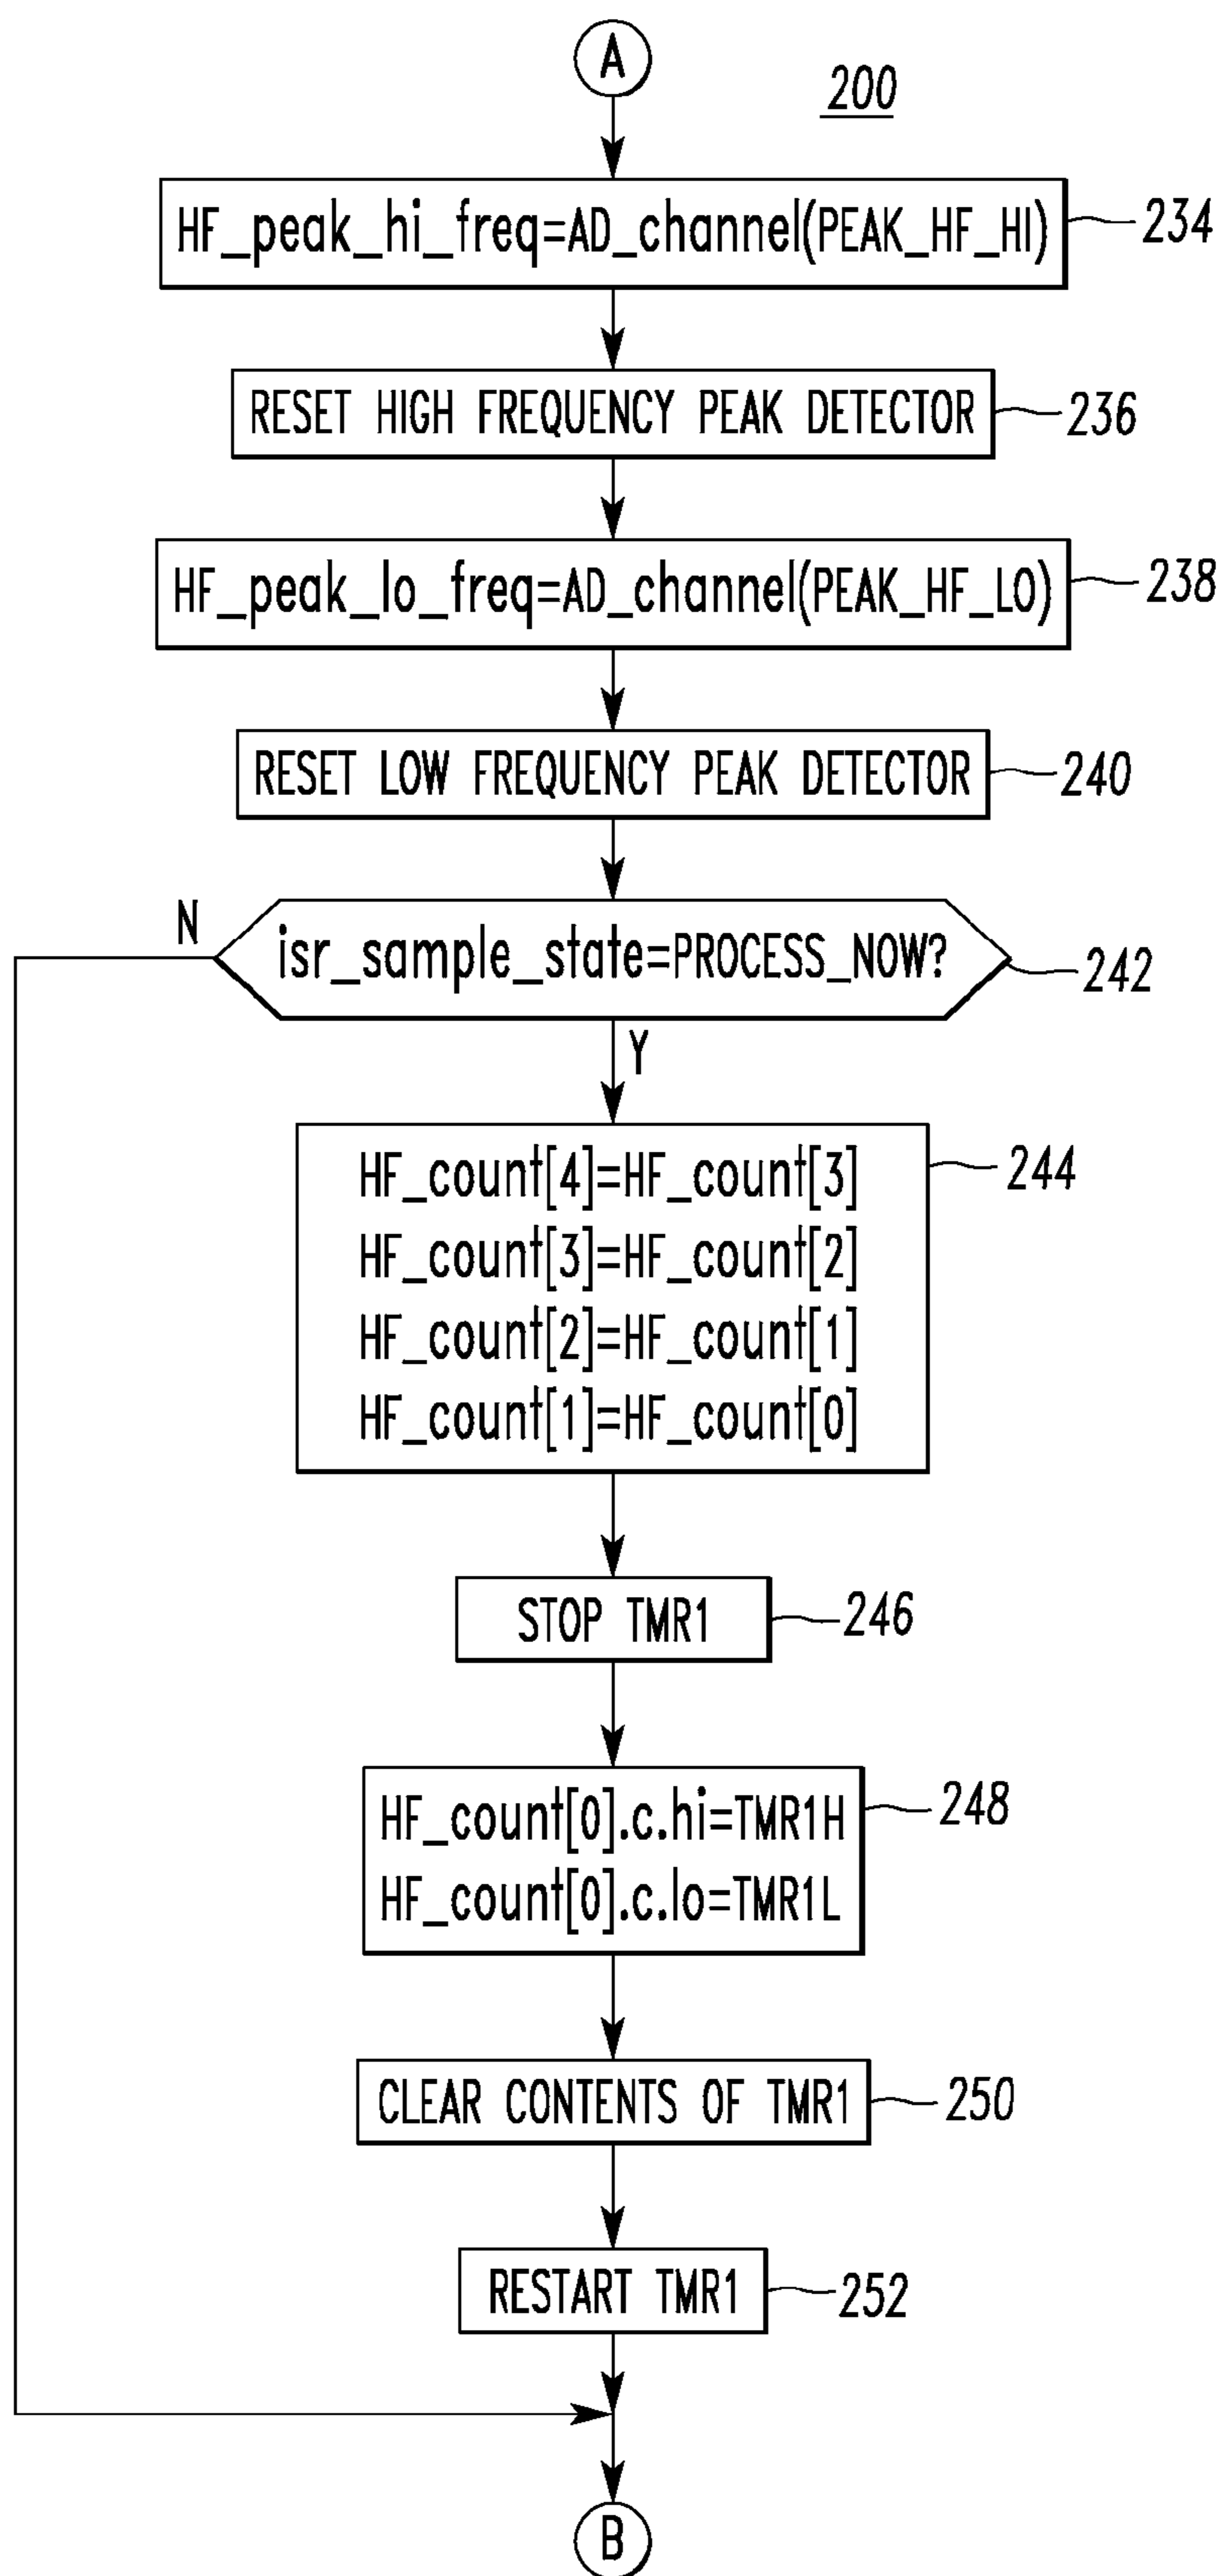 A
200
HF_peak_hi_freq=AD_channel(PEAK_HF_HI)
234
RESET HIGH FREQUENCY PEAK DETECTOR
236
HF_peak_lo_freq=AD_channel(PEAK_HF_LO)
238
RESET LOW FREQUENCY PEAK DETECTOR
240
N
isr_sample_state=PROCESS_NOW?
242
Y
HF_count[4]=HF_count[3]
244
HF_count[3]=HF_count[2]
HF_count[2]=HF_count[1]
HF_count[1]=HF_count[0]
STOP TMR1
246
HF_count[0].c.hi=TMR1H
248
HF_count[0].c.lo=TMR1L
CLEAR CONTENTS OF TMR1
250
RESTART TMR1
252
B